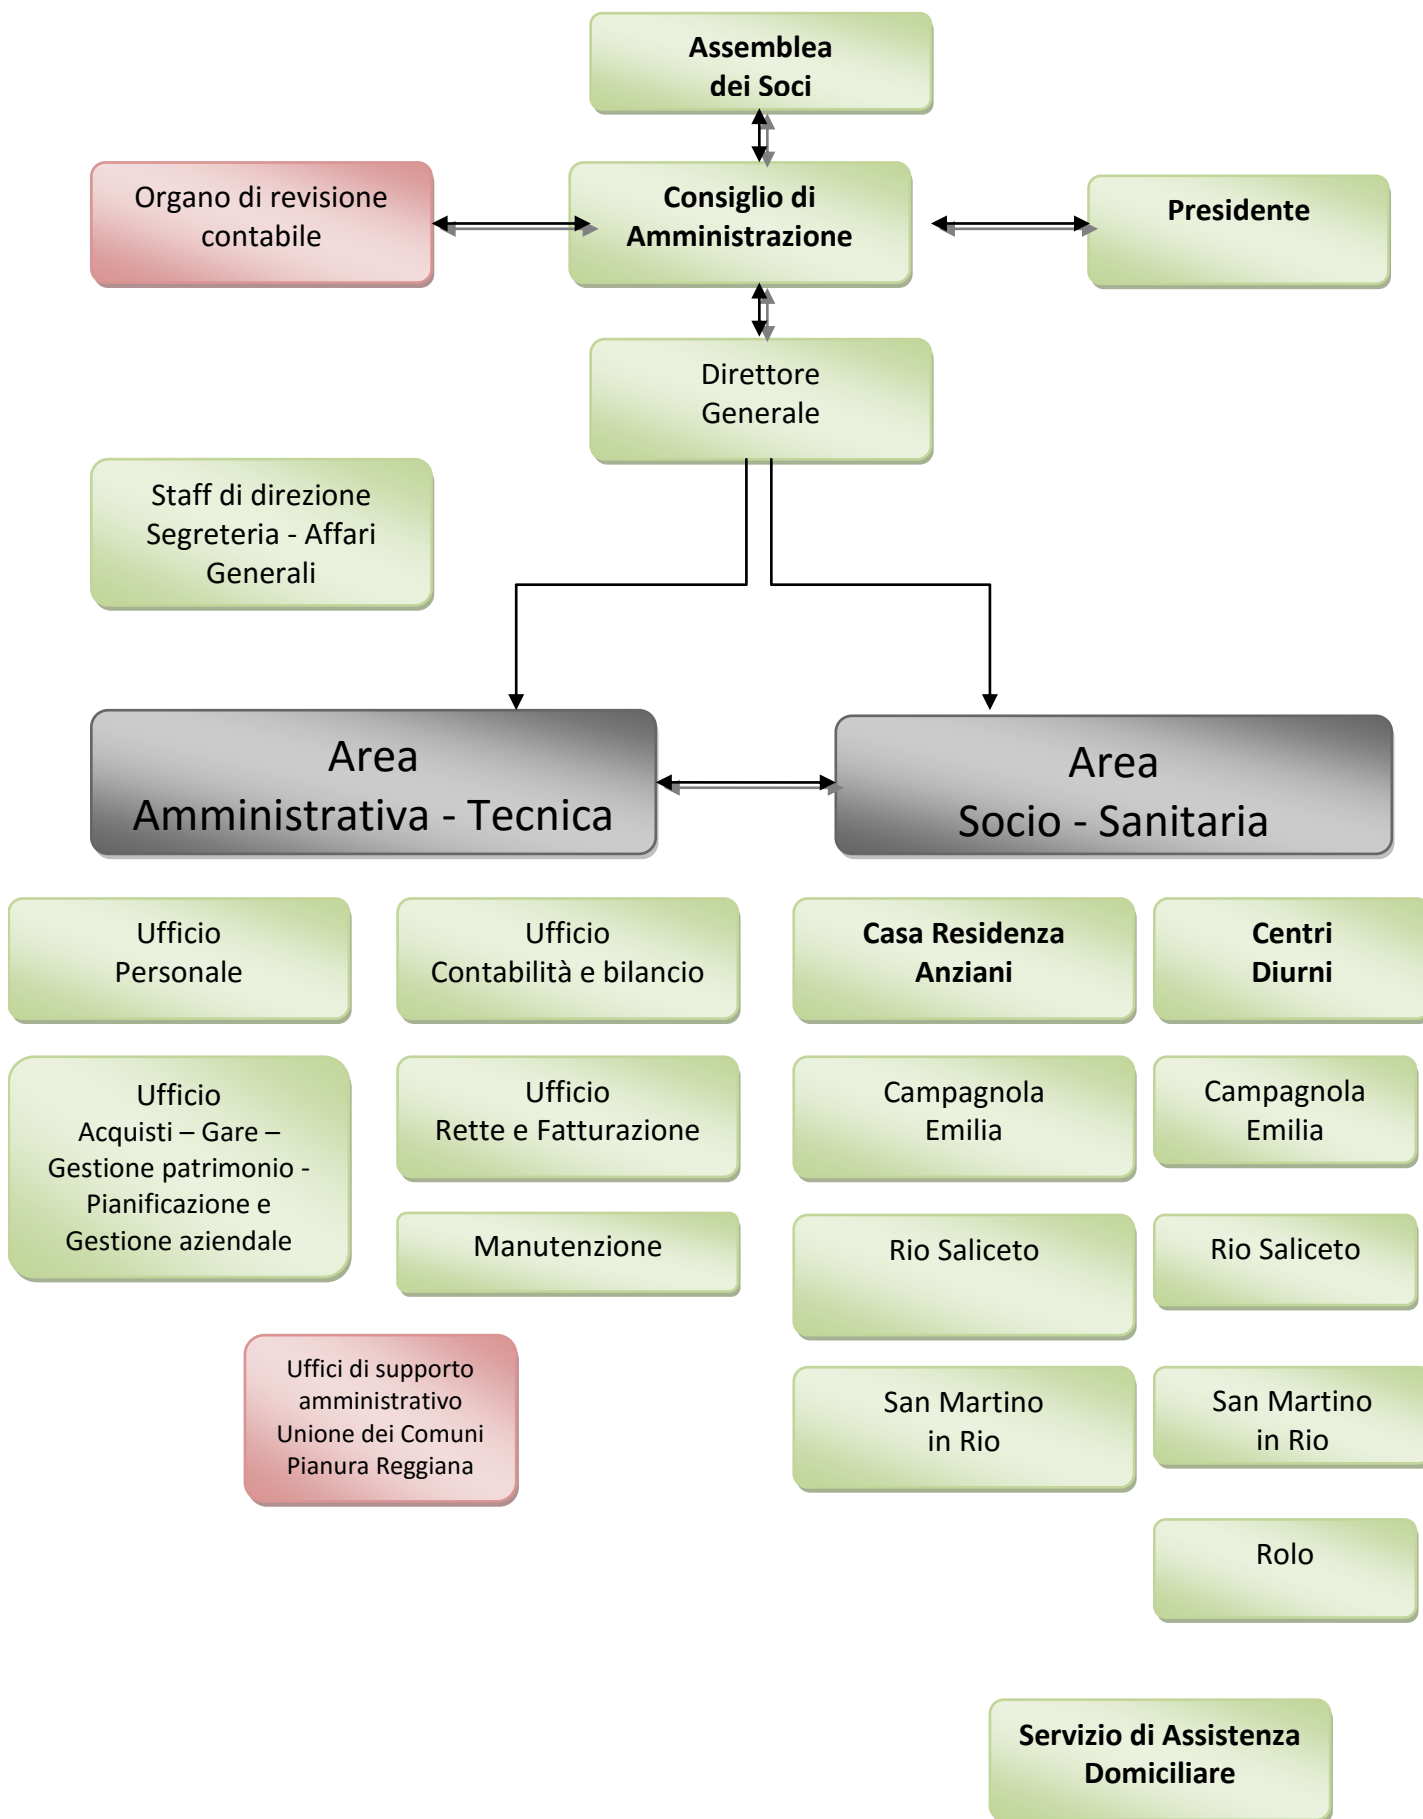 Assemblea
dei Soci
Organo di revisione
contabile
Consiglio di
Amministrazione
Presidente
Direttore
Generale
Staff di direzione
Segreteria - Affari
Generali
Area
Amministrativa - Tecnica
Area
Socio - Sanitaria
Ufficio
Personale
Ufficio
Contabilità e bilancio
Casa Residenza
Anziani
Centri
Diurni
Ufficio
Acquisti – Gare –
Gestione patrimonio -
Pianificazione e
Gestione aziendale
Ufficio
Rette e Fatturazione
Campagnola
Emilia
Campagnola
Emilia
Manutenzione
Rio Saliceto
Rio Saliceto
Uffici di supporto
amministrativo
Unione dei Comuni
Pianura Reggiana
San Martino
in Rio
San Martino
in Rio
Rolo
Servizio di Assistenza
Domiciliare